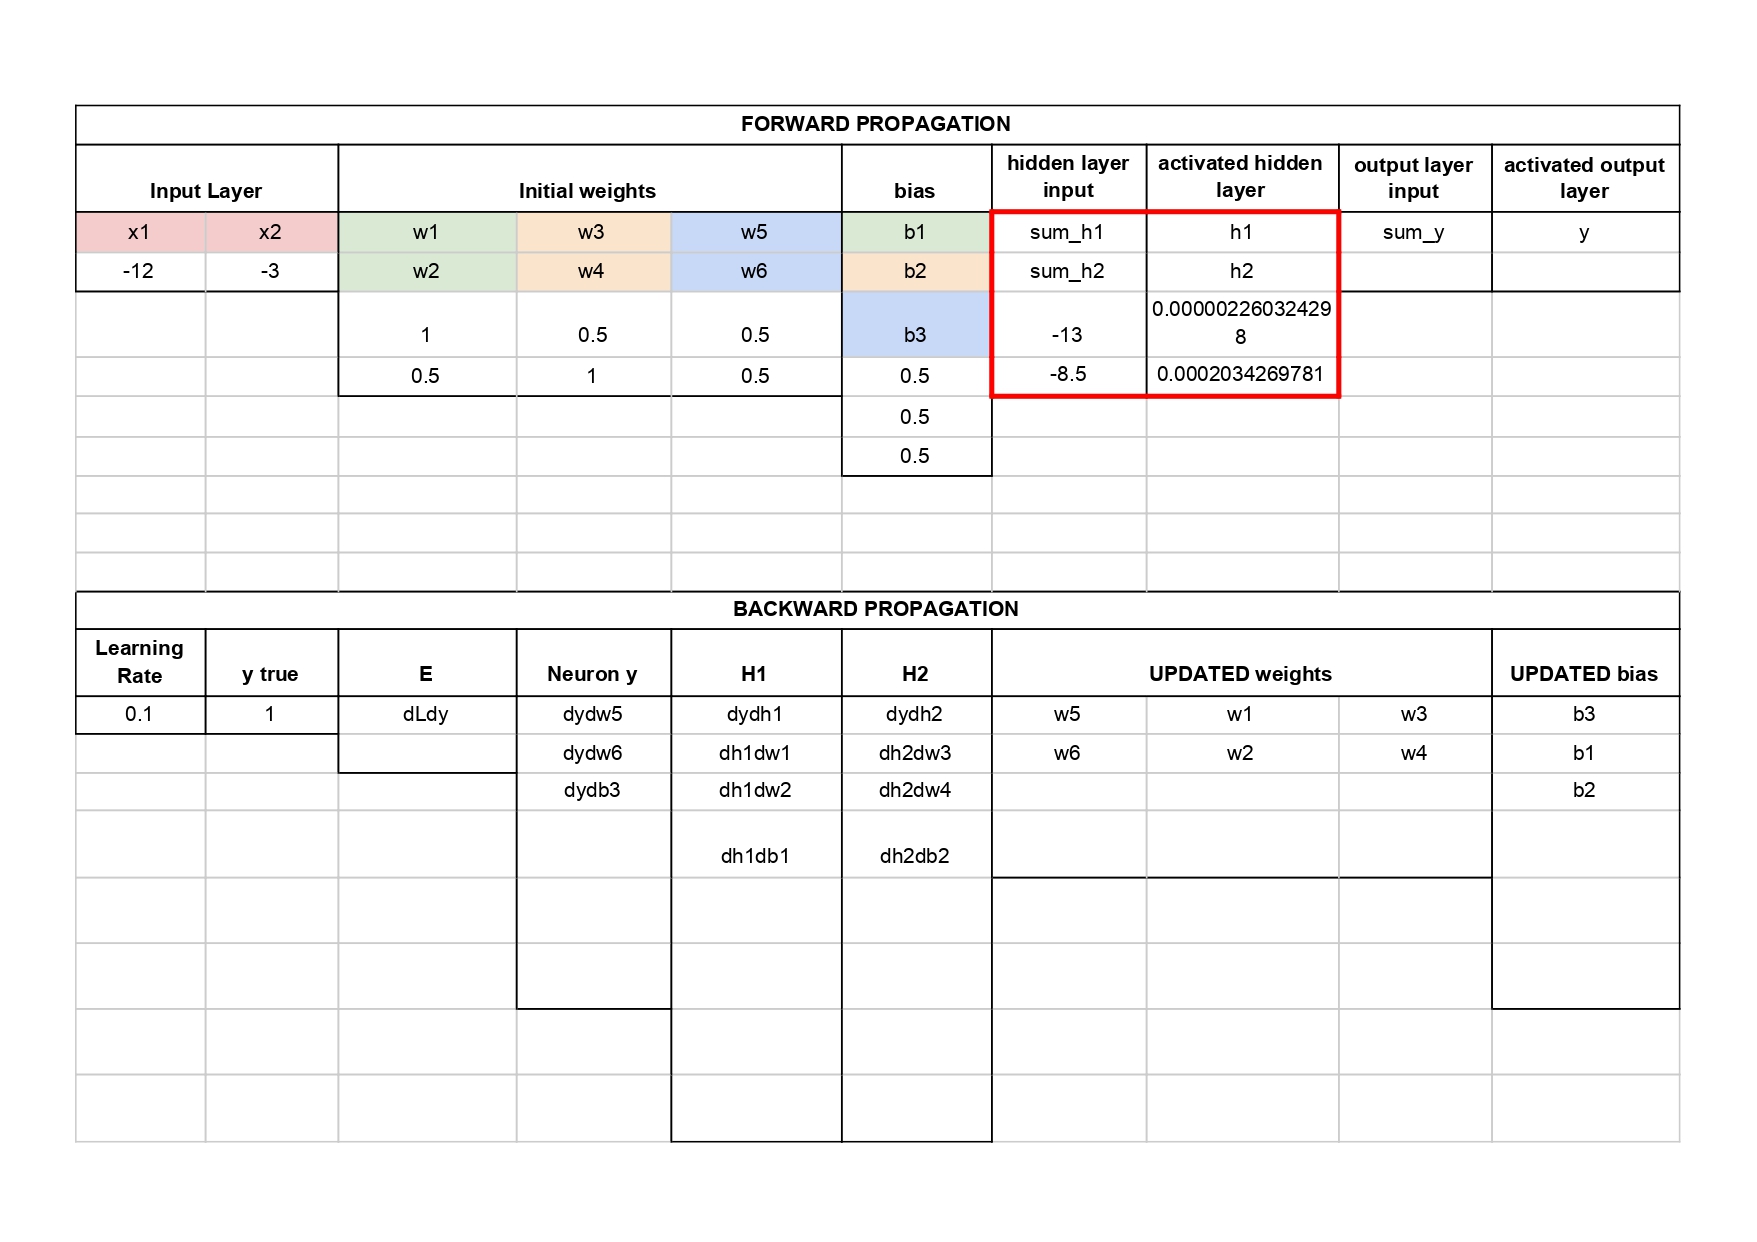 FORWARD PROPAGATION
Input Layer Initial weights bias hidden layer input activated hidden layer output layer input activated output layer
x1 x2 w1 w3 w5 b1 sum_h1 h1 sum_y y
-12 -3 w2 w4 w6 b2 sum_h2 h2
1 0.5 0.5 b3 -13 0.000002260324298
0.5 1 0.5 0.5 -8.5 0.0002034269781
0.5
0.5
BACKWARD PROPAGATION
Learning Rate y true E Neuron y H1 H2 UPDATED weights UPDATED bias
0.1 1 dLdy dydw5 dydh1 dydh2 w5 w1 w3 b3
dydw6 dh1dw1 dh2dw3 w6 w2 w4 b1
dydb3 dh1dw2 dh2dw4 b2
dh1db1 dh2db2